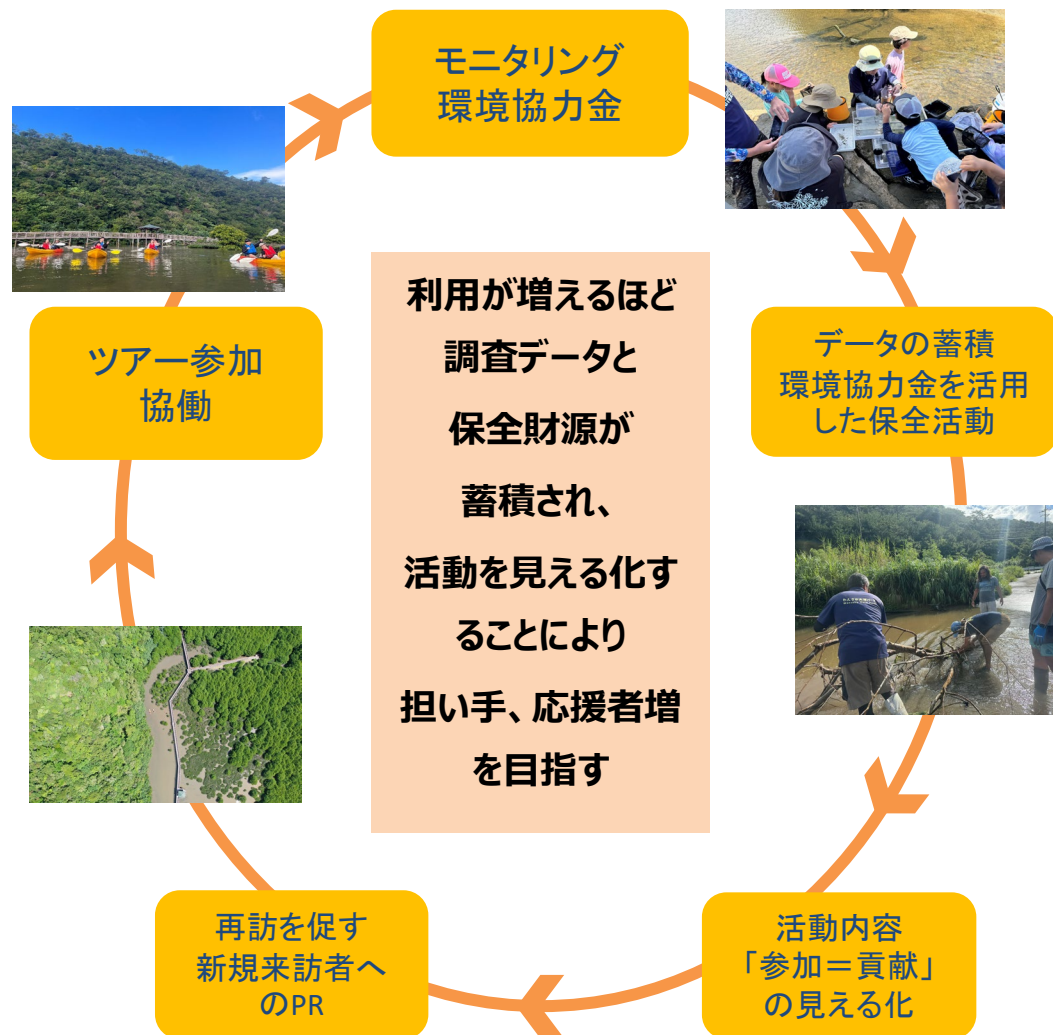 モニタリング
環境協力金
ツアー参加
協働
利用が増えるほど
調査データと
保全財源が
蓄積され、
活動を見える化す
ることにより
担い手、応援者増
を目指す
データの蓄積
環境協力金を活用
した保全活動
再訪を促す
新規来訪者へ
のPR
活動内容
「参加＝貢献」
の見える化